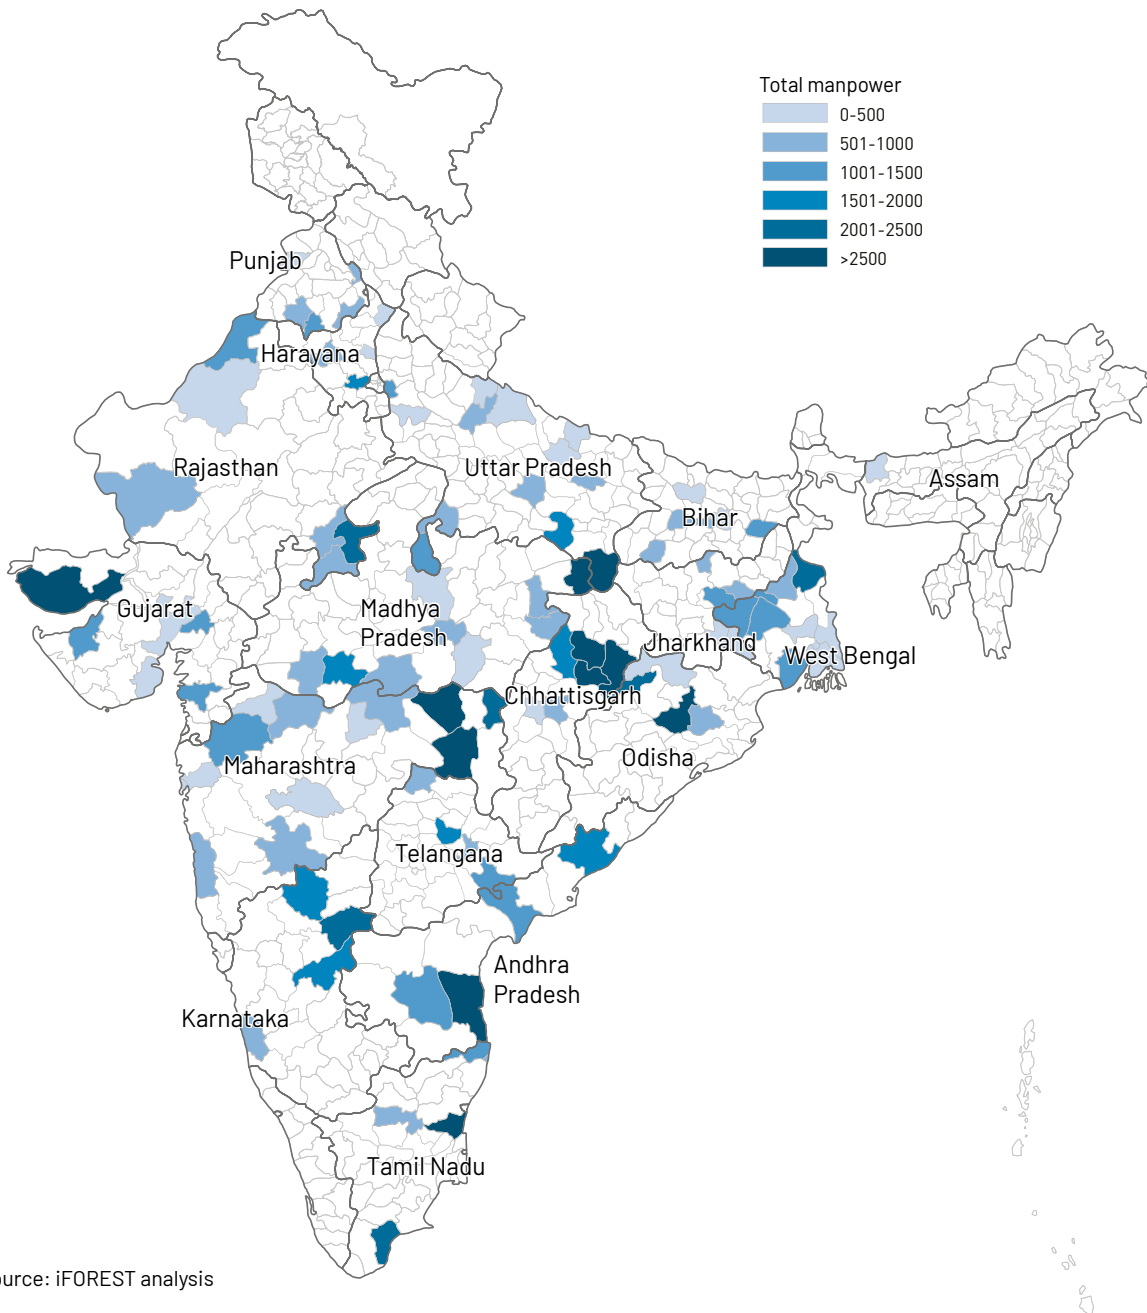 Total manpower
0-500
501-1000
1001-1500
1501-2000
2001-2500
>2500
Punjab
Harayana
Rajasthan
Uttar Pradesh
Assam
Bihar
Gujarat
Madhya
Pradesh
Jharkhand
West Bengal
Chhattisgarh
Odisha
Maharashtra
Telangana
Andhra
Pradesh
Karnataka
Tamil Nadu
ource: iFOREST analysis